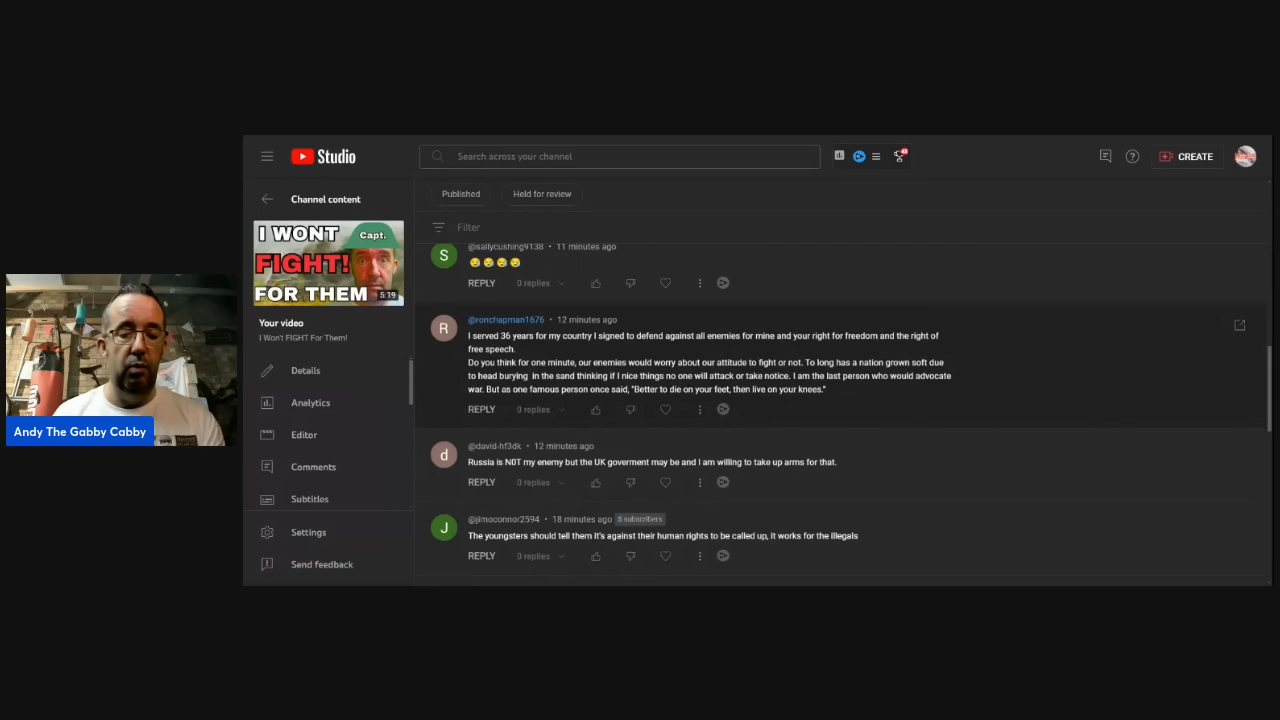 Studio
Search across your channel
CREATE
Channel content
Published
Held for review
I WONT
Capt.
FIGHT!
FOR THEM
5:19
Filter
@sallycushing9138 • 11 minutes ago
REPLY 0 replies
Your video
I Won't FIGHT For Them!
@ronchapman1676 • 12 minutes ago
R
I served 36 years for my country I signed to defend against all enemies for mine and your right for freedom and the right of
free speech.
Do you think for one minute, our enemies would worry about our attitude to fight or not. To long has a nation grown soft due
to head burying in the sand thinking if I nice things no one will attack or take notice. I am the last person who would advocate
war. But as one famous person once said, "Better to die on your feet, then live on your knees."
REPLY 0 replies
Details
Analytics
Editor
Comments
Subtitles
Settings
Send feedback
S
@david-hf3dk • 12 minutes ago
d
Russia is NOT my enemy but the UK goverment may be and I am willing to take up arms for that.
REPLY 0 replies
@jimoconnor2594 • 18 minutes ago 5 subscribers
J
The youngsters should tell them it's against their human rights to be called up, it works for the illegals
REPLY 0 replies
Andy The Gabby Cabby